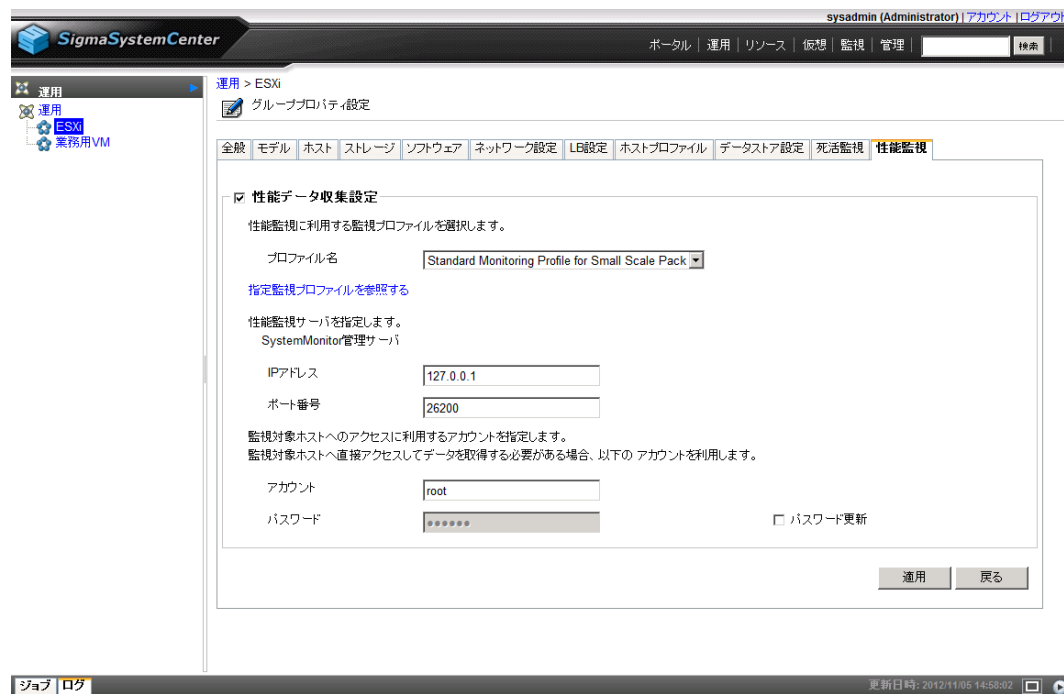 sysadmin (Administrator) | アカウント | ログアウト
SigmaSystemCenter
ポータル | 運用 | リソース | 仮想 | 監視 | 管理 | 検索 |
運用
運用
ESXi
業務用VM
運用 > ESXi
グループプロパティ設定
全般 モデル ホスト ストレージ ソフトウェア ネットワーク設定 LB設定 ホストプロファイル データストア設定 死活監視 性能監視
性能データ収集設定
性能監視に利用する監視プロファイルを選択します。
プロファイル名 Standard Monitoring Profile for Small Scale Pack
指定監視プロファイルを参照する
性能監視サーバを指定します。
SystemMonitor管理サーバ
IPアドレス 127.0.0.1
ポート番号 26200
監視対象ホストへのアクセスに利用するアカウントを指定します。
監視対象ホストへ直接アクセスしてデータを取得する必要がある場合、以下の アカウントを利用します。
アカウント root
パスワード ●●●●●● パスワード更新
適用 戻る
ジョブ ログ 更新日時: 2012/11/05 14:58:02